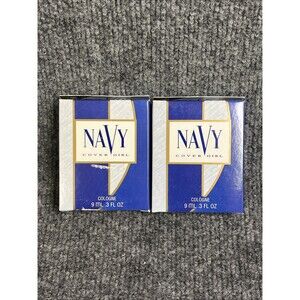 NAVY
COVER GIRL
COLOGNE
9 mL .3 FL OZ
NAVY
COVER GIRL
COLOGNE
9 mL .3 FL OZ